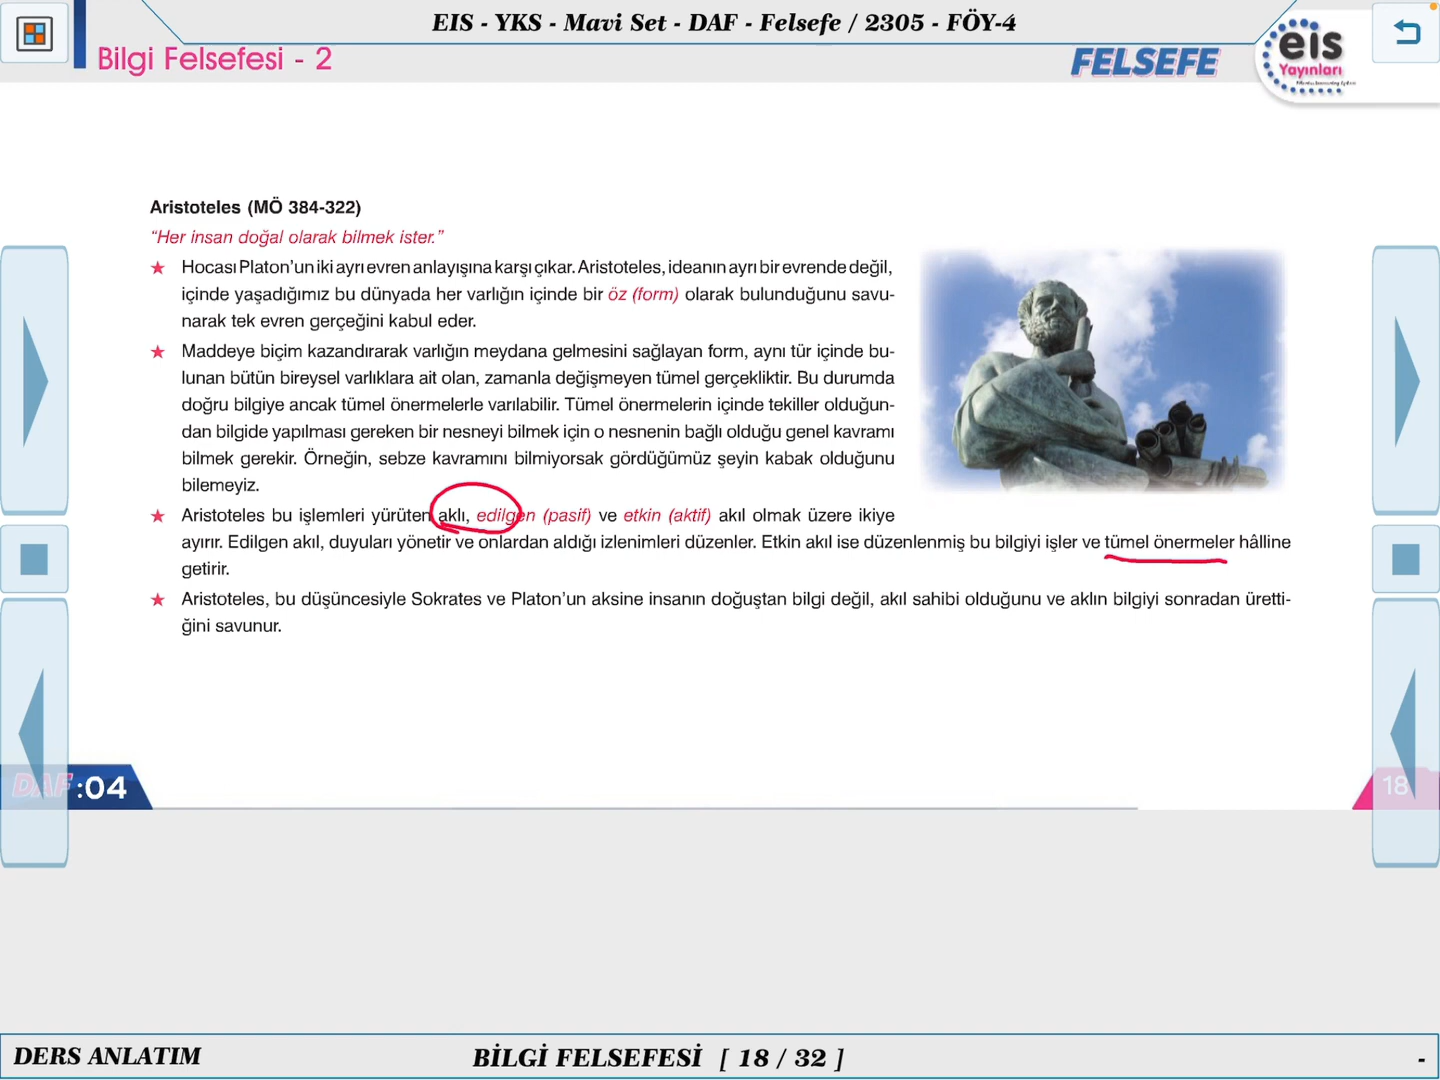 EIS - YKS - Mavi Set - DAF - Felsefe / 2305 - FÖY-4
Bilgi Felsefesi - 2
FELSEFE
eis
Yayınları
Aristoteles (MÖ 384-322)
“Her insan doğal olarak bilmek ister.”
★ Hocası Platon’un iki ayrı evren anlayışına karşı çıkar. Aristoteles, ideanın ayrı bir evrende değil,
içinde yaşadığımız bu dünyada her varlığın içinde bir öz (form) olarak bulunduğunu savu-
narak tek evren gerçeğini kabul eder.
★ Maddeye biçim kazandırarak varlığın meydana gelmesini sağlayan form, aynı tür içinde bu-
lunan bütün bireysel varlıklara ait olan, zamanla değişmeyen tümel gerçekliktir. Bu durumda
doğru bilgiye ancak tümel önermelerle varılabilir. Tümel önermelerin içinde tekiller olduğun-
dan bilgide yapılması gereken bir nesneyi bilmek için o nesnenin bağlı olduğu genel kavramı
bilmek gerekir. Örneğin, sebze kavramını bilmiyorsak gördüğümüz şeyin kabak olduğunu
bilemeyiz.
★ Aristoteles bu işlemleri yürüten aklı, edilgen (pasif) ve etkin (aktif) akıl olmak üzere ikiye
ayırır. Edilgen akıl, duyuları yönetir ve onlardan aldığı izlenimleri düzenler. Etkin akıl ise düzenlenmiş bu bilgiyi işler ve tümel önermeler hâlline
getirir.
★ Aristoteles, bu düşüncesiyle Sokrates ve Platon’un aksine insanın doğuştan bilgi değil, akıl sahibi olduğunu ve aklın bilgiyi sonradan üretti-
ğini savunur.
DAF :04
18
DERS ANLATIM
BİLGİ FELSEFESİ [ 18 / 32 ]
-